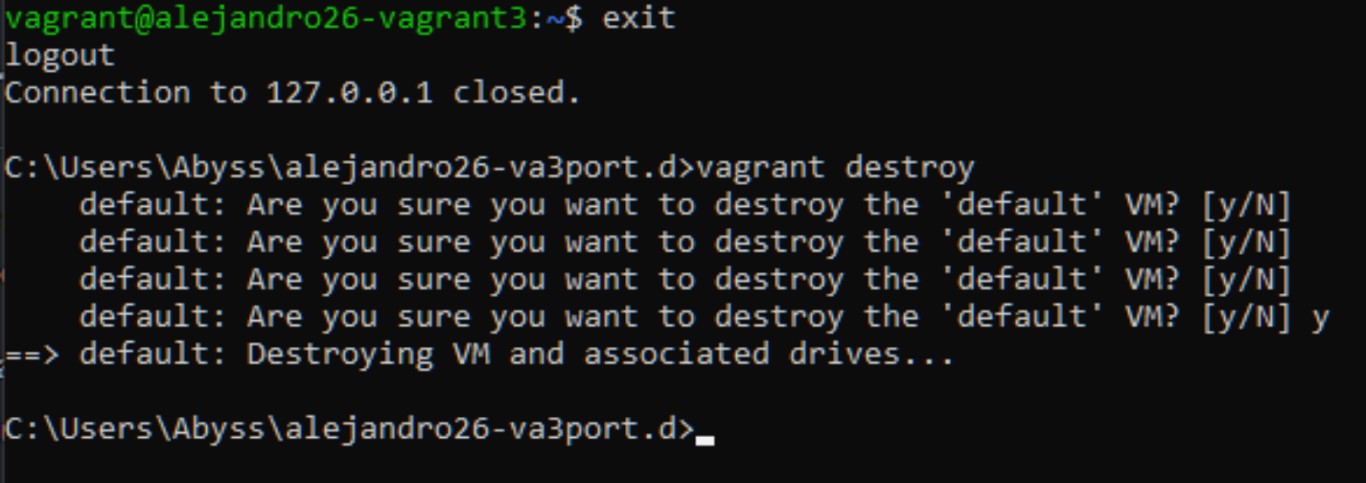 vagrant@alejandro26-vagrant3:~$ exit
logout
Connection to 127.0.0.1 closed.
C:\Users\Abyss\alejandro26-va3port.d>vagrant destroy
default: Are you sure you want to destroy the 'default' VM? [y/N]
default: Are you sure you want to destroy the 'default' VM? [y/N]
default: Are you sure you want to destroy the 'default' VM? [y/N]
default: Are you sure you want to destroy the 'default' VM? [y/N] y
==> default: Destroying VM and associated drives...
C:\Users\Abyss\alejandro26-va3port.d>